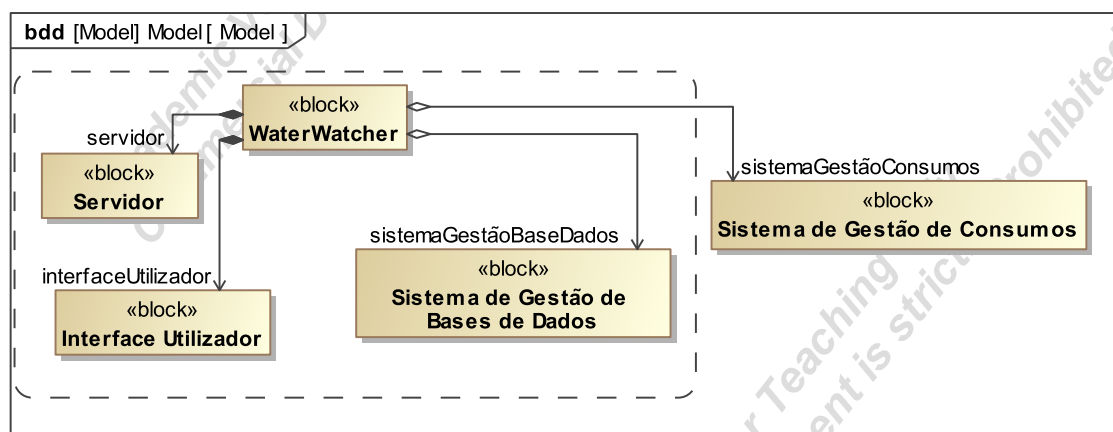 bdd [Model] Model [ Model ]
«block»
WaterWatcher
servidor
«block»
Servidor
sistemaGestãoConsumos
«block»
Sistema de Gestão de Consumos
sistemaGestãoBaseDados
«block»
Sistema de Gestão de
Bases de Dados
interfaceUtilizador
«block»
Interface Utilizador